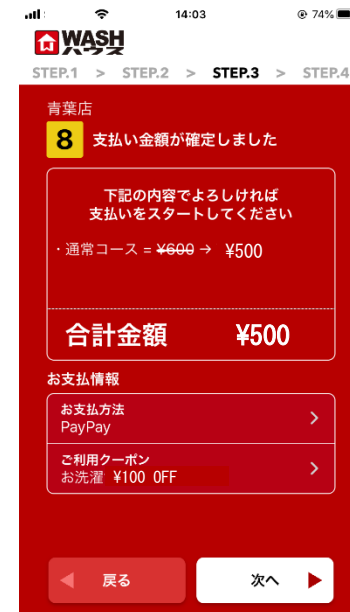 14:03
74%
WASH
ハウス
STEP.1 > STEP.2 > STEP.3 > STEP.4
青葉店
8 支払い金額が確定しました
下記の内容でよろしければ
支払いをスタートしてください
・通常コース = ¥600 → ¥500
合計金額 ¥500
お支払情報
お支払方法
PayPay
ご利用クーポン
お洗濯 ¥100 OFF
戻る
次へ